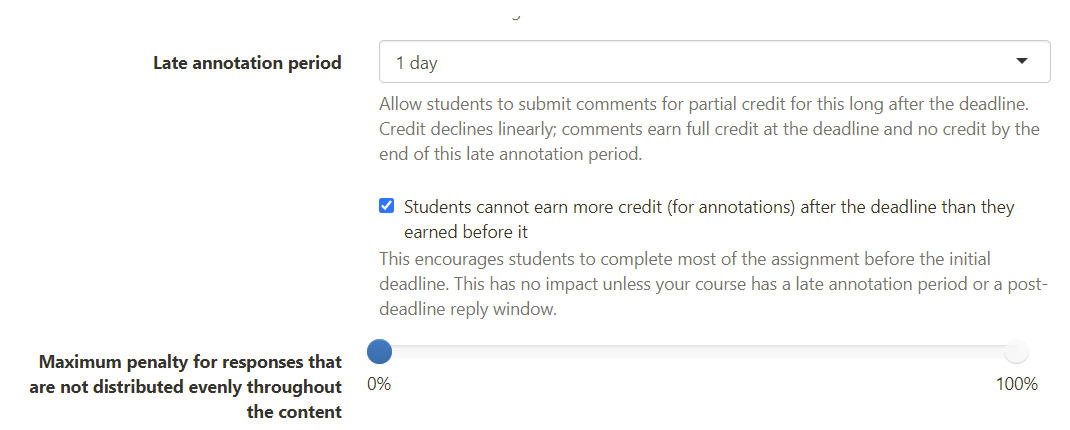 Late annotation period
1 day
Allow students to submit comments for partial credit for this long after the deadline.
Credit declines linearly; comments earn full credit at the deadline and no credit by the
end of this late annotation period.
Students cannot earn more credit (for annotations) after the deadline than they
earned before it
This encourages students to complete most of the assignment before the initial
deadline. This has no impact unless your course has a late annotation period or a post-
deadline reply window.
Maximum penalty for responses that
are not distributed evenly throughout
the content
0%
100%